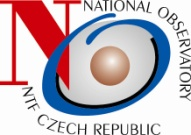 NATIONAL OBSERVATORY
N
NTF CZECH REPUBLIC